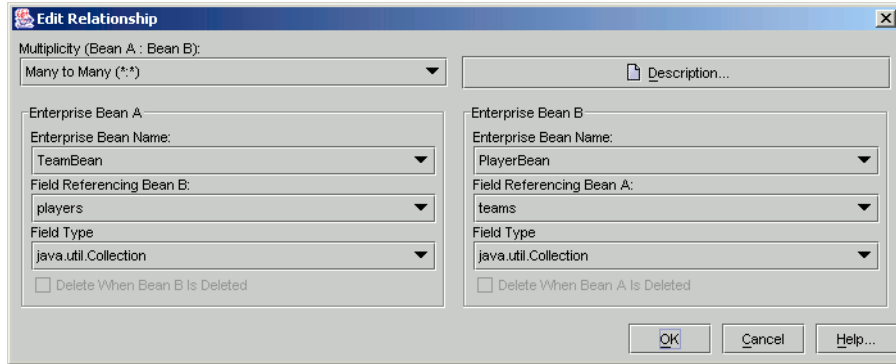 Edit Relationship
Multiplicity (Bean A : Bean B):
Many to Many (*:*)
Description...
Enterprise Bean A
Enterprise Bean Name:
TeamBean
Field Referencing Bean B:
players
Field Type
java.util.Collection
Delete When Bean B Is Deleted
Enterprise Bean B
Enterprise Bean Name:
PlayerBean
Field Referencing Bean A:
teams
Field Type
java.util.Collection
Delete When Bean A Is Deleted
OK
Cancel
Help...